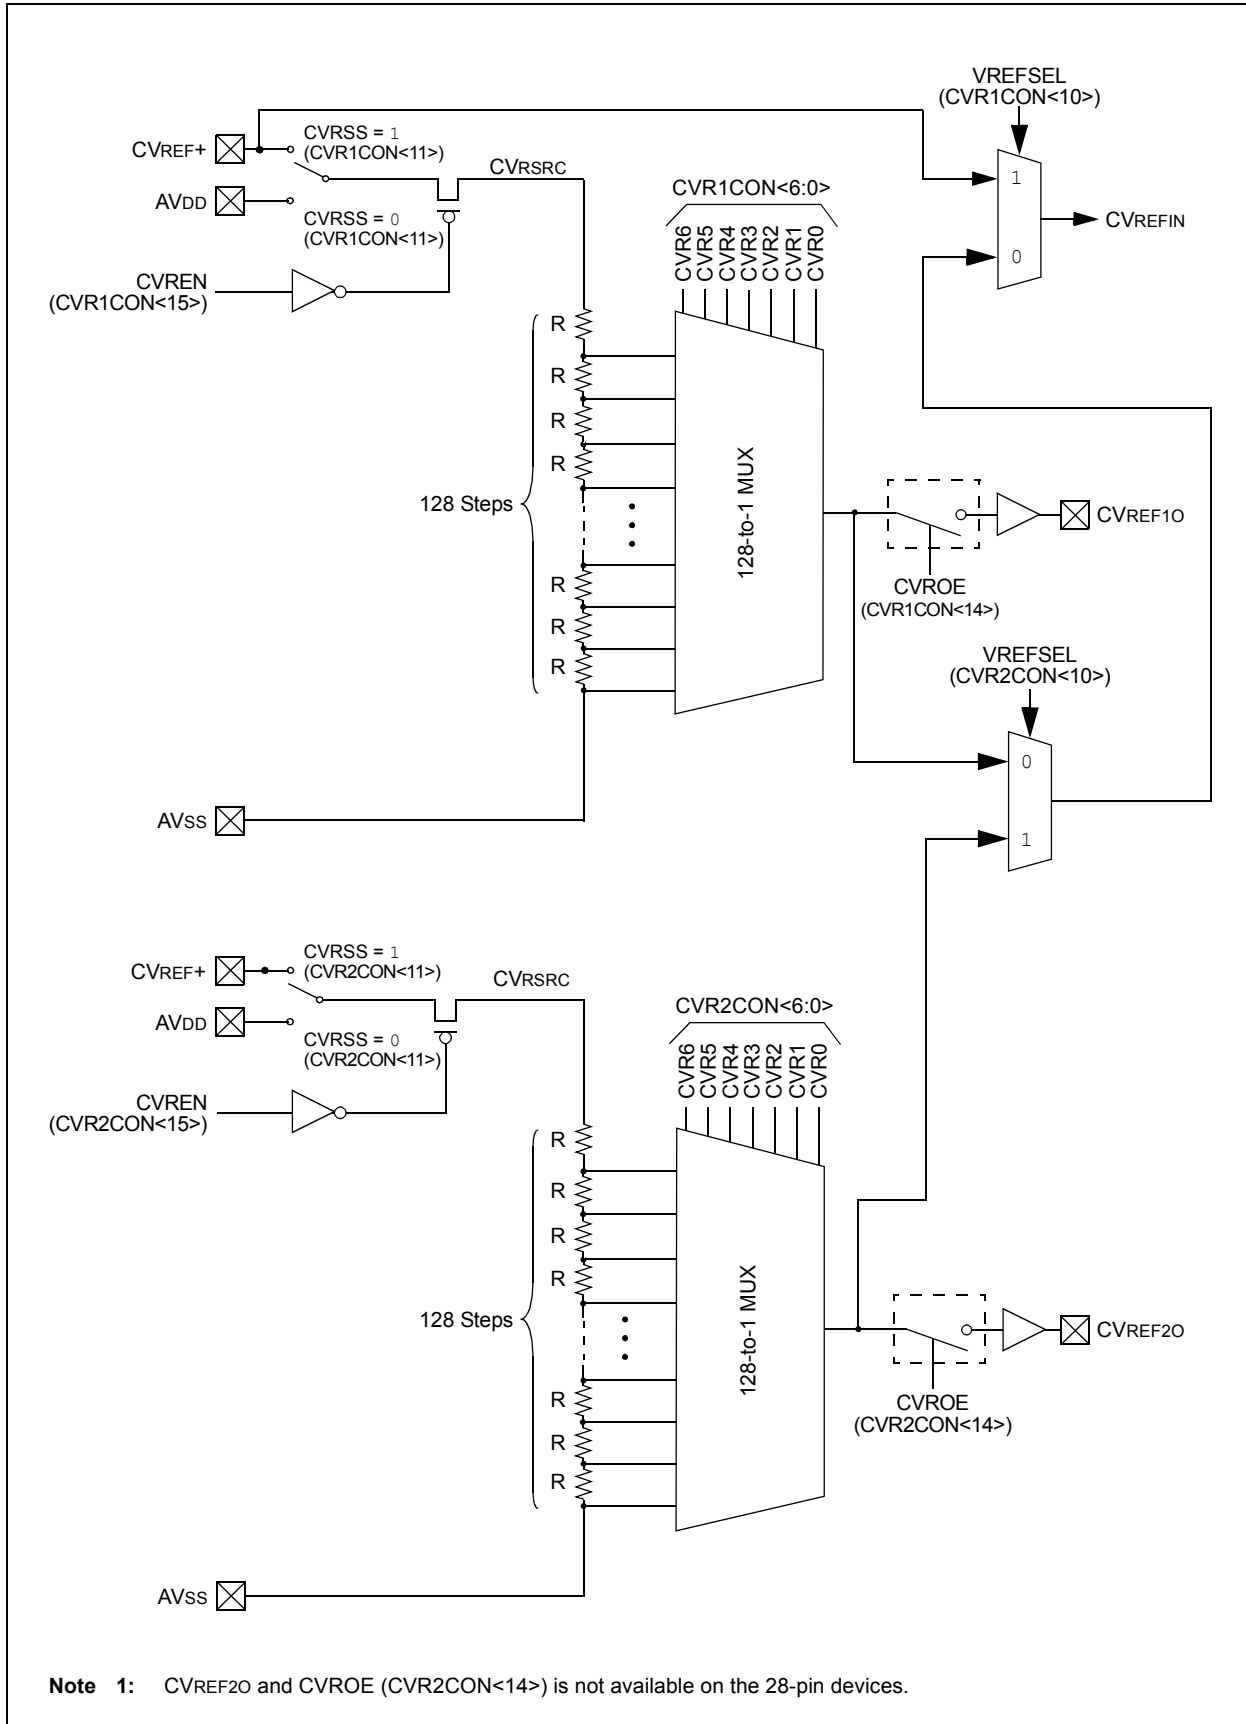 VREFSEL
(CVR1CON<10>)
CVREF+
CVRSS = 1
(CVR1CON<11>)
CVRSRC
AVDD
CVRSS = 0
(CVR1CON<11>)
CVREN
(CVR1CON<15>)
CVR1CON<6:0>
CVR6
CVR5
CVR4
CVR3
CVR2
CVR1
CVR0
1
0
CVREFIN
R
R
R
R
128 Steps
R
R
R
128-to-1 MUX
CVREF1O
CVROE
(CVR1CON<14>)
VREFSEL
(CVR2CON<10>)
0
1
AVSS
CVREF+
CVRSS = 1
(CVR2CON<11>)
CVRSRC
AVDD
CVRSS = 0
(CVR2CON<11>)
CVREN
(CVR2CON<15>)
CVR2CON<6:0>
CVR6
CVR5
CVR4
CVR3
CVR2
CVR1
CVR0
R
R
R
R
128 Steps
R
R
R
128-to-1 MUX
CVREF2O
CVROE
(CVR2CON<14>)
AVSS
Note 1: CVREF2O and CVROE (CVR2CON<14>) is not available on the 28-pin devices.